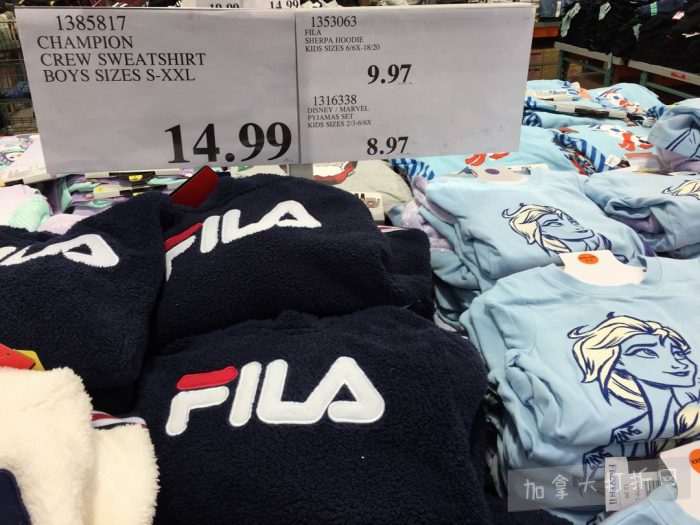 1385817
CHAMPION
CREW SWEATSHIRT
BOYS SIZES S-XXL
14.99
1353063
FILA
SHERPA HOODIE
KIDS SIZES 6/6X-18/20
9.97
1316338
DISNEY / MARVEL
PYJAMAS SET
KIDS SIZES 2/3-6/6X
8.97
FILA
FILA
加拿大打折网